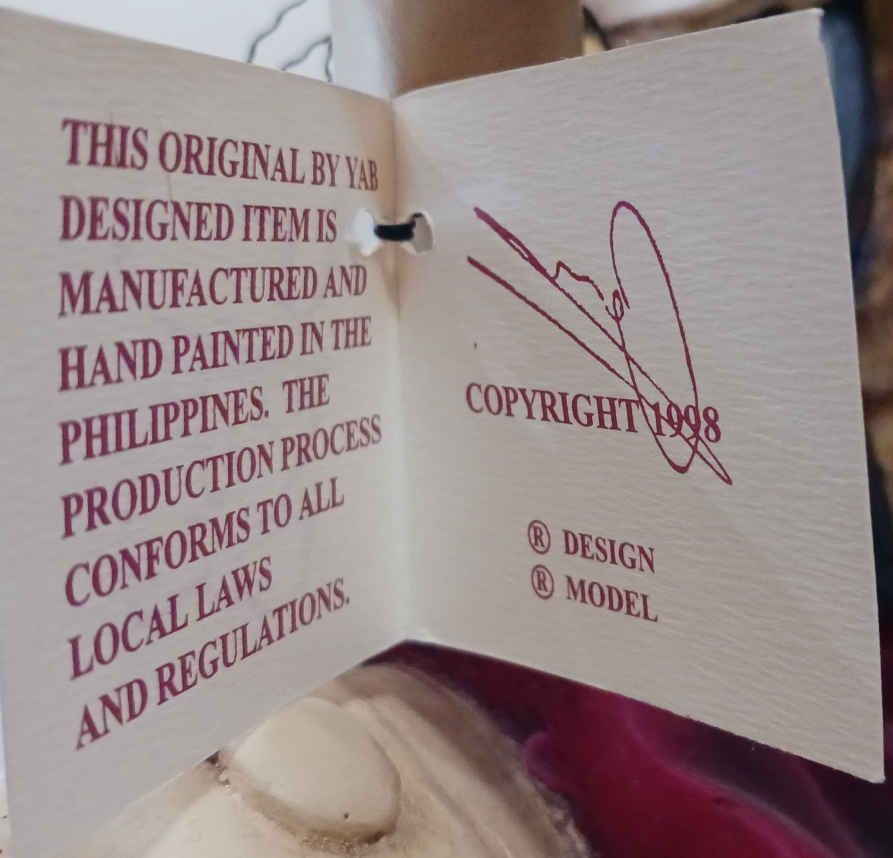 THIS ORIGINAL BY YAB
DESIGNED ITEM IS
MANUFACTURED AND
HAND PAINTED IN THE
PHILIPPINES. THE
PRODUCTION PROCESS
CONFORMS TO ALL
LOCAL LAWS
AND REGULATIONS.
COPYRIGHT 1998
® DESIGN
® MODEL